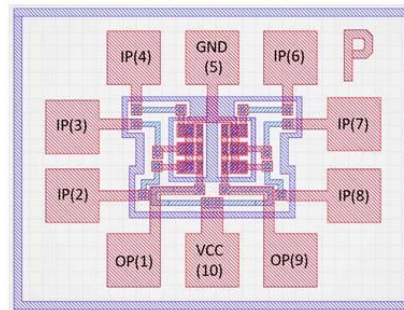 IP(4)
GND
(5)
IP(6)
P
IP(3)
IP(7)
IP(2)
IP(8)
OP(1)
VCC
(10)
OP(9)